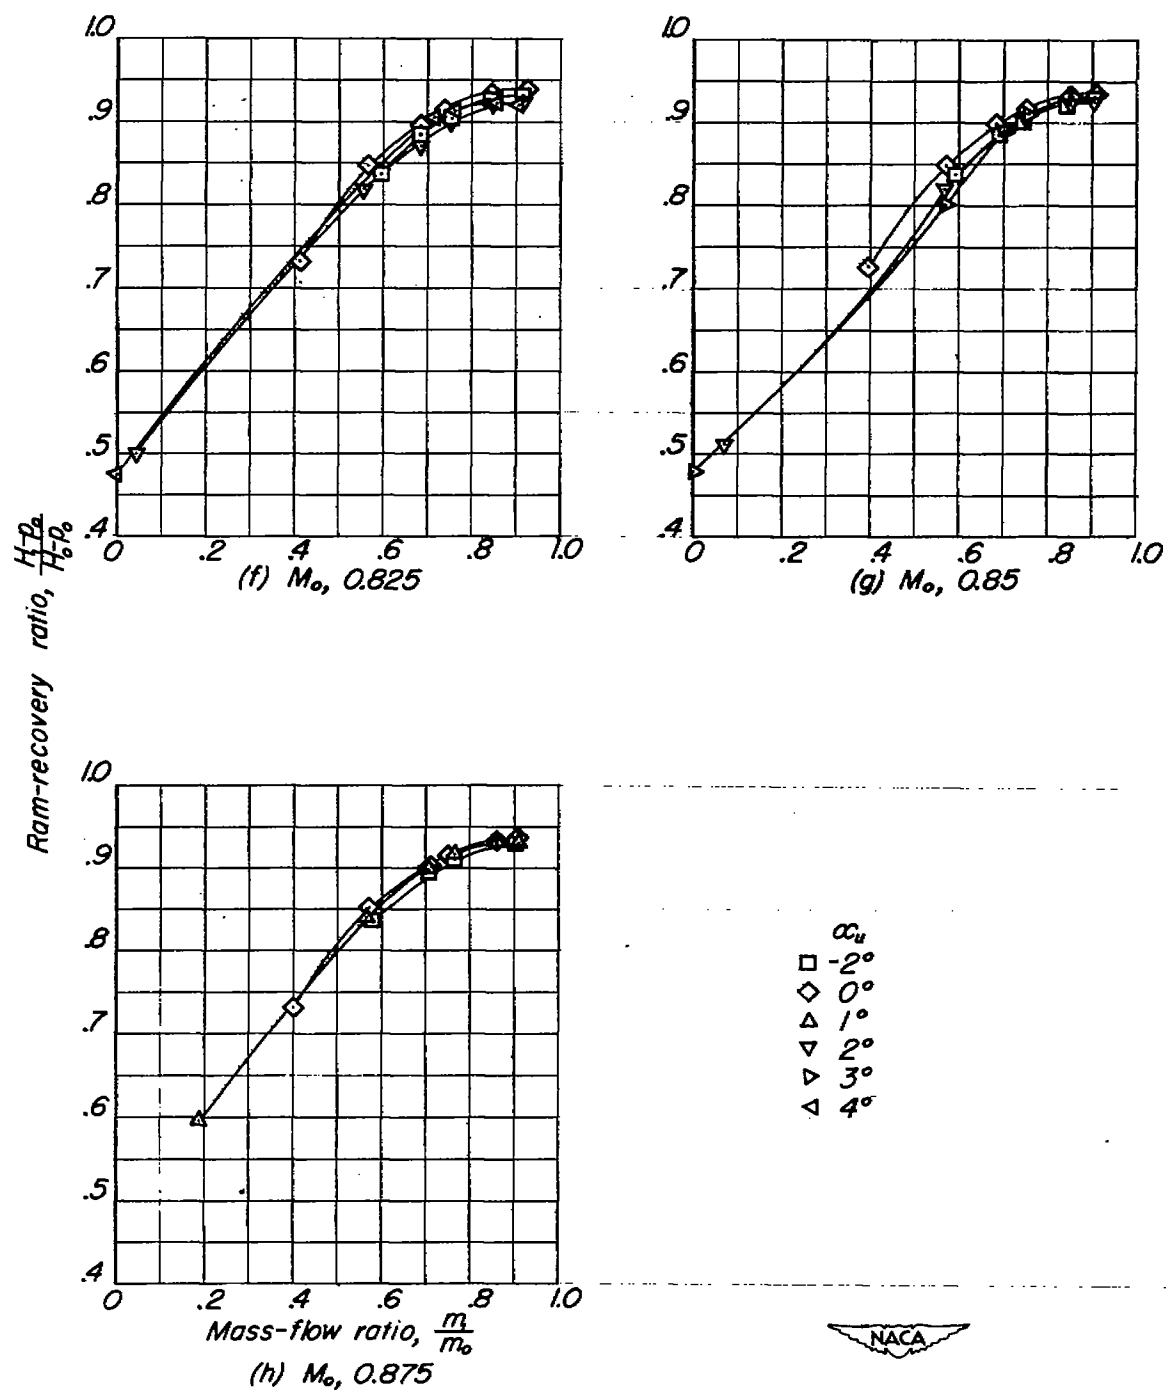 1.0
.9
.8
.7
.6
.5
.4
0 .2 .4 .6 .8 1.0
(f) M₀, 0.825
1.0
.9
.8
.7
.6
.5
.4
0 .2 .4 .6 .8 1.0
(g) M₀, 0.85
Ram-recovery ratio, H₁-p₀/H₀-p₀
1.0
.9
.8
.7
.6
.5
.4
0 .2 .4 .6 .8 1.0
Mass-flow ratio, m₁/m₀
(h) M₀, 0.875
αᵤ
-2°
0°
1°
2°
3°
4°
NACA